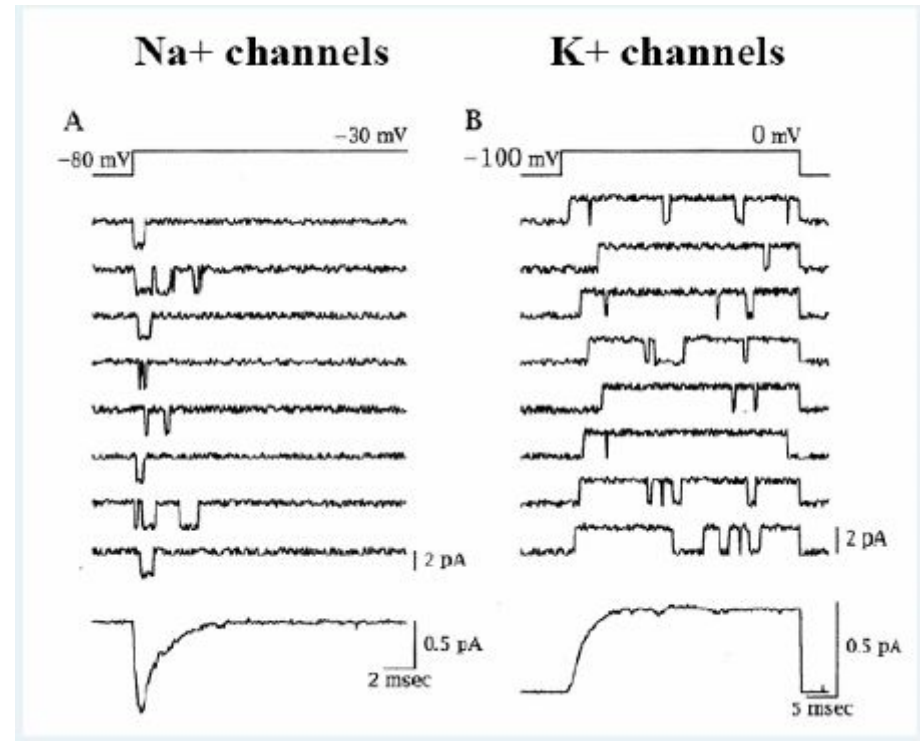 Na+ channels
K+ channels
A
−30 mV
−80 mV
B
0 mV
−100 mV
2 pA
2 pA
0.5 pA
2 msec
0.5 pA
5 msec